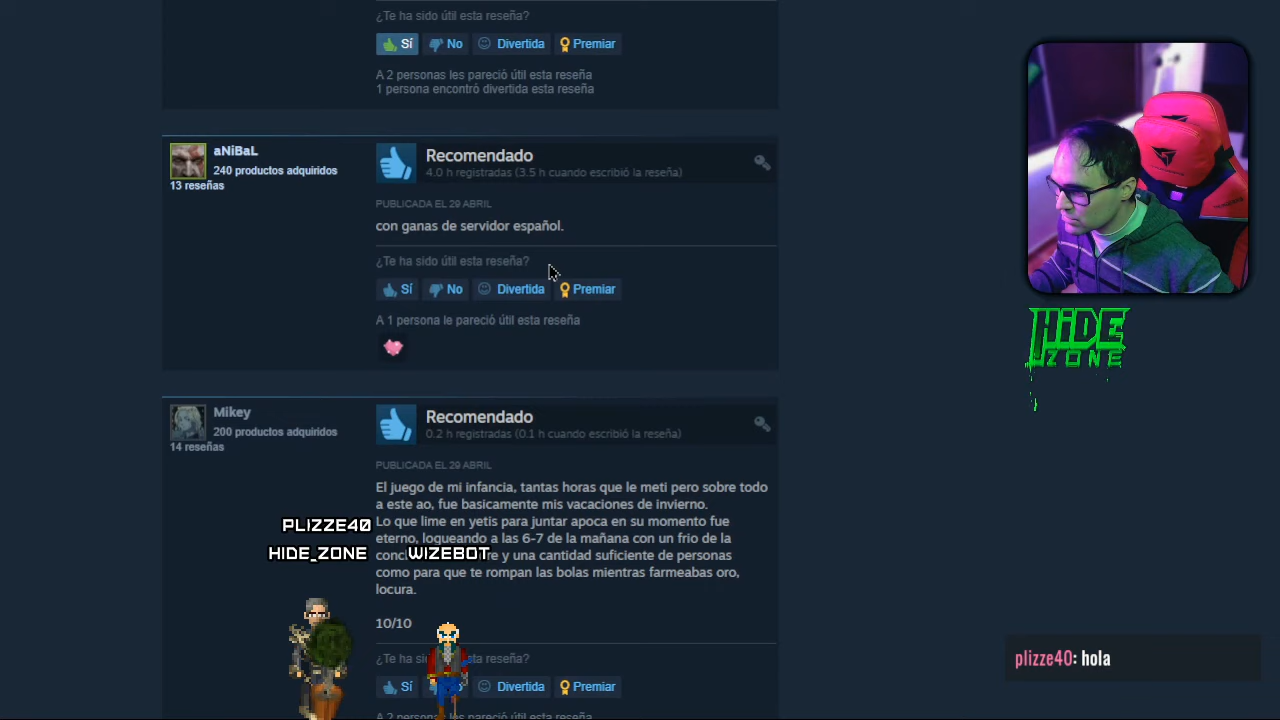 ¿Te ha sido útil esta reseña?
Sí No Divertida Premiar
A 2 personas les pareció útil esta reseña
1 persona encontró divertida esta reseña
aNiBaL
240 productos adquiridos
13 reseñas
Recomendado
4.0 h registradas (3.5 h cuando escribió la reseña)
PUBLICADA EL 29 ABRIL
con ganas de servidor español.
¿Te ha sido útil esta reseña?
Sí No Divertida Premiar
A 1 persona le pareció útil esta reseña
Mikey
200 productos adquiridos
14 reseñas
Recomendado
0.2 h registradas (0.1 h cuando escribió la reseña)
PUBLICADA EL 29 ABRIL
El juego de mi infancia, tantas horas que le meti pero sobre todo
a este ao, fue basicamente mis vacaciones de invierno.
Lo que lime en yetis para juntar apoca en su momento fue
eterno, logueando a las 6-7 de la mañana con un frio de la
y una cantidad suficiente de personas
como para que te rompan las bolas mientras farmeabas oro,
locura.
10/10
¿Te ha si esta reseña?
Sí Divertida Premiar
PLIZZE40
HIDE_ZONE WIZEBOT
HiDE
ZONE
plizze40: hola